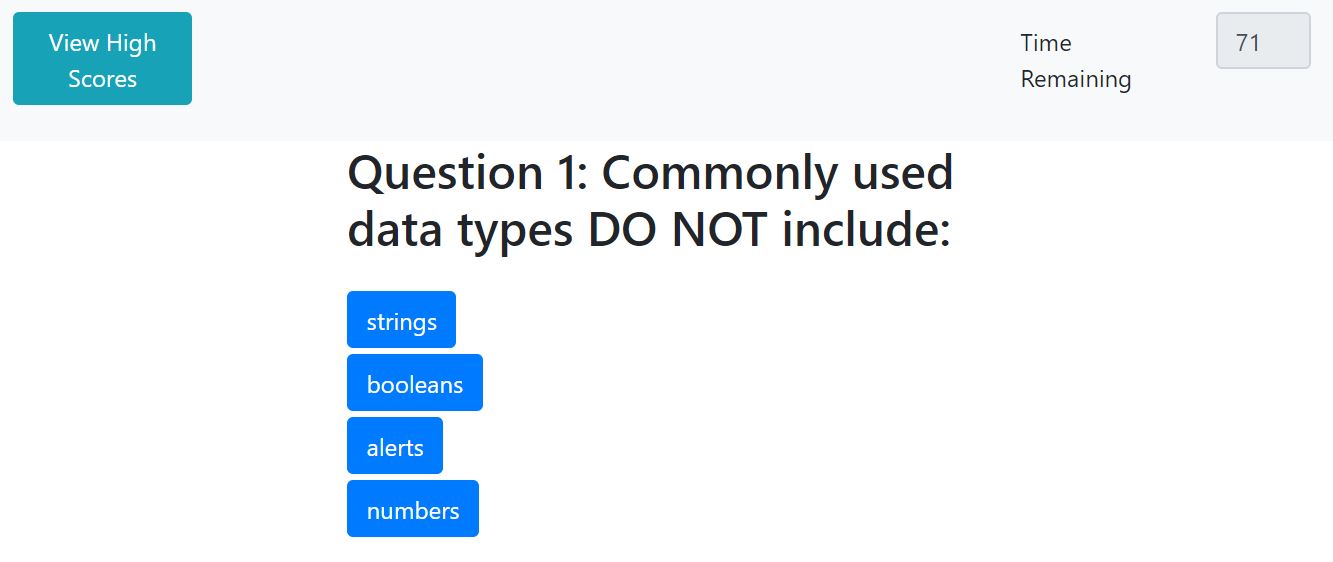 View High
Scores
Time
Remaining
71
Question 1: Commonly used
data types DO NOT include:
strings
booleans
alerts
numbers